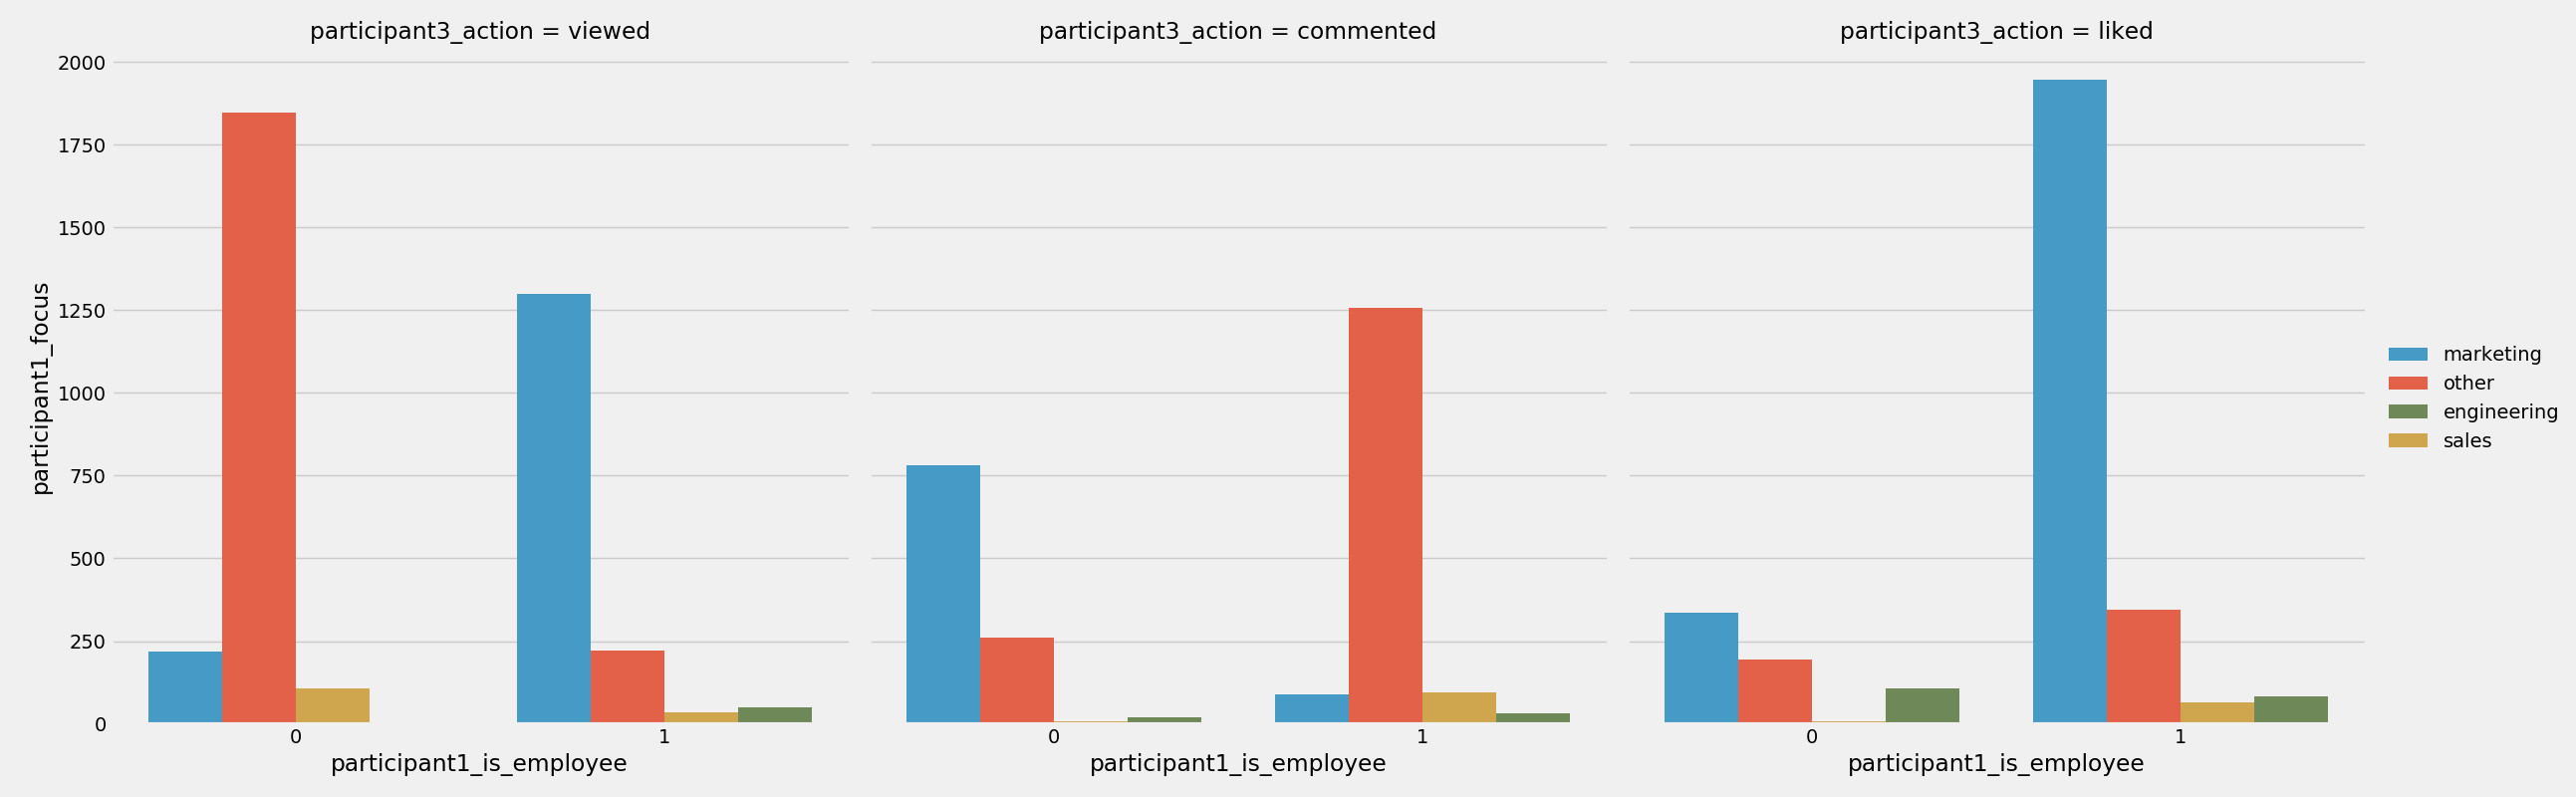 participant3_action = viewed
participant3_action = commented
participant3_action = liked
participant1_focus
2000
1750
1500
1250
1000
750
500
250
0
0 1
0 1
0 1
participant1_is_employee
participant1_is_employee
participant1_is_employee
marketing
other
engineering
sales